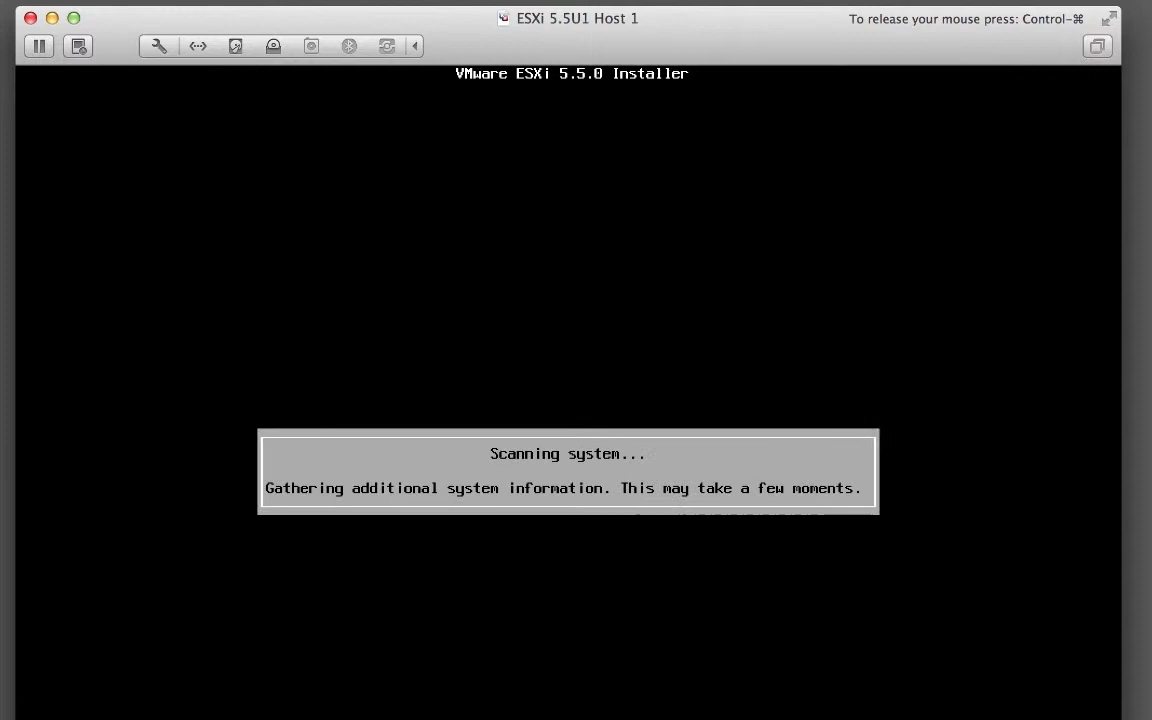 ESXi 5.5U1 Host 1
To release your mouse press: Control-⌘
VMware ESXi 5.5.0 Installer
Scanning system...
Gathering additional system information. This may take a few moments.